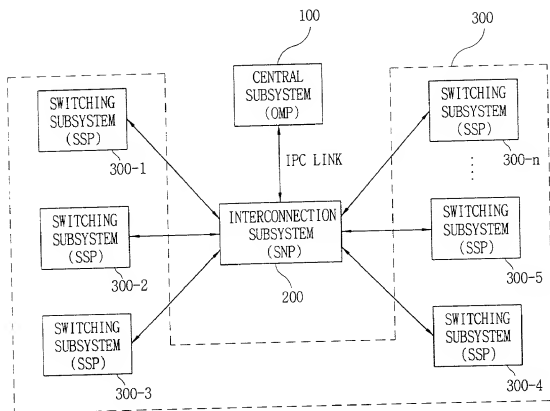 100
300
CENTRAL
SUBSYSTEM
(OMP)
SWITCHING
SUBSYSTEM
(SSP)
300-1
SWITCHING
SUBSYSTEM
(SSP)
300-n
IPC LINK
SWITCHING
SUBSYSTEM
(SSP)
300-2
INTERCONNECTION
SUBSYSTEM
(SNP)
200
SWITCHING
SUBSYSTEM
(SSP)
300-5
SWITCHING
SUBSYSTEM
(SSP)
300-3
SWITCHING
SUBSYSTEM
(SSP)
300-4